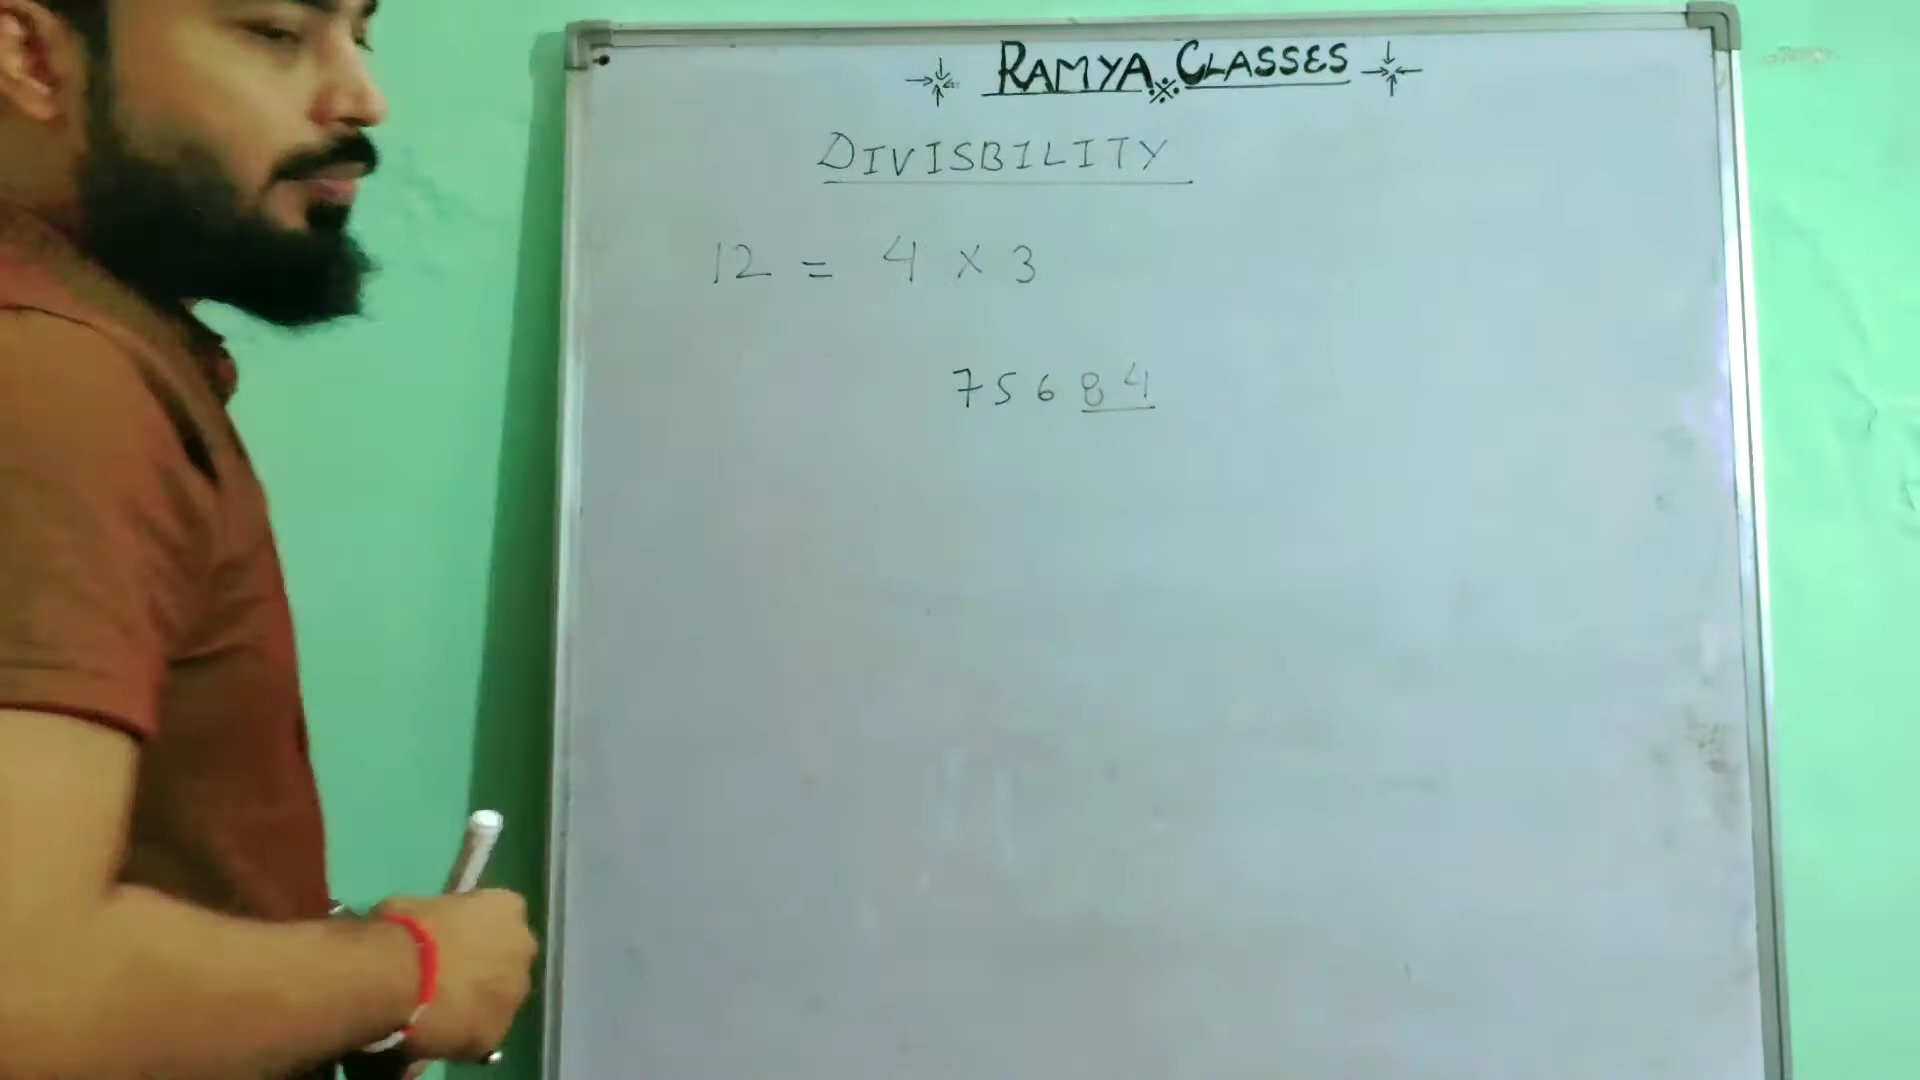 RAMYA CLASSES
DIVISBILITY
12 = 4 × 3
75684